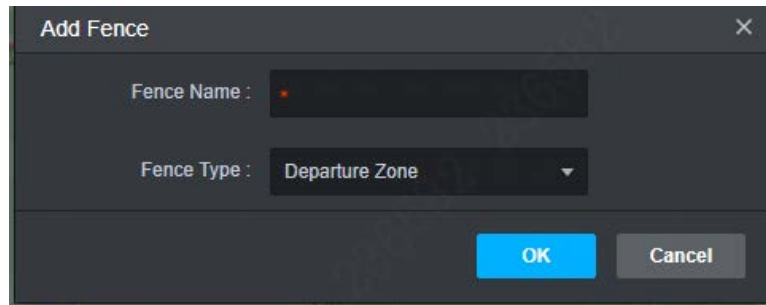 Add Fence ×
Fence Name : *
Fence Type : Departure Zone
OK Cancel